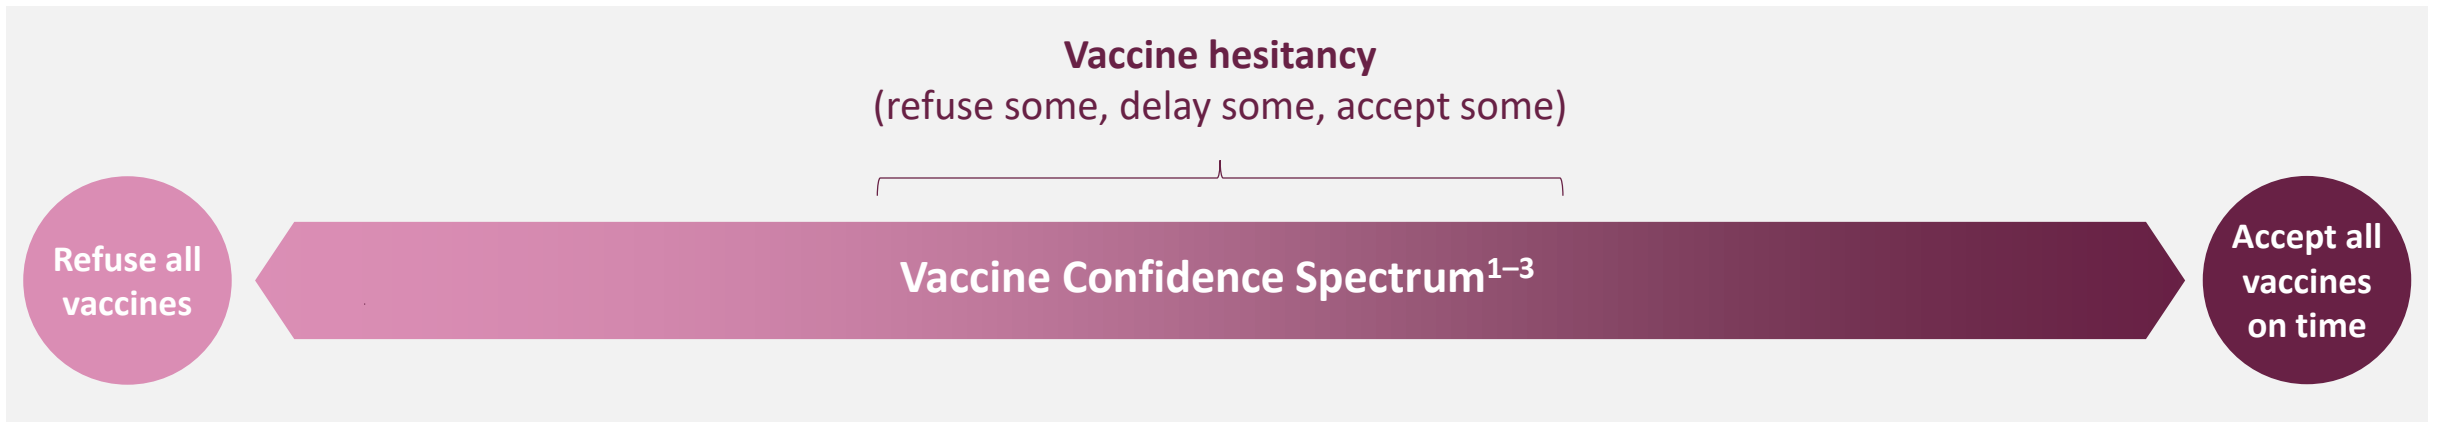 Vaccine hesitancy
(refuse some, delay some, accept some)
Refuse all
vaccines
Vaccine Confidence Spectrum¹⁻³
Accept all
vaccines
on time